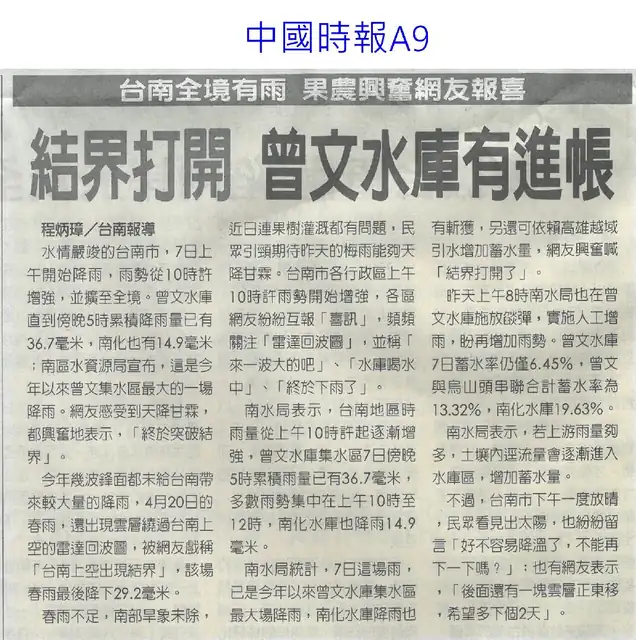 中國時報A9
台南全境有雨 果農興奮網友報喜
結界打開 曾文水庫有進帳
程炳璋／台南報導
水情嚴竣的台南市，7日上
午開始降雨，雨勢從10時許
增強，並擴至全境。曾文水庫
直到傍晚5時累積降雨量已有
36.7毫米，南化也有14.9毫米
；南區水資源局宣布，這是今
年以來曾文集水區最大的一場
降雨。網友感受到天降甘霖，
都興奮地表示，「終於突破結
界」。
今年幾波鋒面都未給台南帶
來較大量的降雨，4月20日的
春雨，還出現雲層繞過台南上
空的雷達回波圖，被網友戲稱
「台南上空出現結界」，該場
春雨最後降下29.2毫米。
春雨不足，南部旱象未除，
近日連果樹灌溉都有問題，民
眾引頸期待昨天的梅雨能夠天
降甘霖。台南市各行政區上午
10時許雨勢開始增強，各區
網友紛紛互報「喜訊」，頻頻
關注「雷達回波圖」，並稱「
來一波大的吧」、「水庫喝水
中」、「終於下雨了」。
南水局表示，台南地區時
雨量從上午10時許起逐漸增
強，曾文水庫集水區7日傍晚
5時累積雨量已有36.7毫米，
多數雨勢集中在上午10時至
12時，南化水庫也降雨14.9
毫米。
南水局統計，7日這場雨，
已是今年以來曾文水庫集水區
最大場降雨，南化水庫降雨也
有斬獲，另還可依賴高雄越域
引水增加蓄水量，網友興奮喊
「結界打開了」。
昨天上午8時南水局也在曾
文水庫施放燄彈，實施人工增
雨，盼再增加雨勢。曾文水庫
7日蓄水率仍僅6.45%，曾文
與烏山頭串聯合計蓄水率為
13.32%，南化水庫19.63%。
南水局表示，若上游雨量夠
多，土壤內逕流量會逐漸進入
水庫區，增加蓄水量。
不過，台南市下午一度放晴
，民眾看見出太陽，也紛紛留
言「好不容易降溫了，不能再
下一下嗎？」；也有網友表示
，「後面還有一塊雲層正東移
，希望多下個2天」。